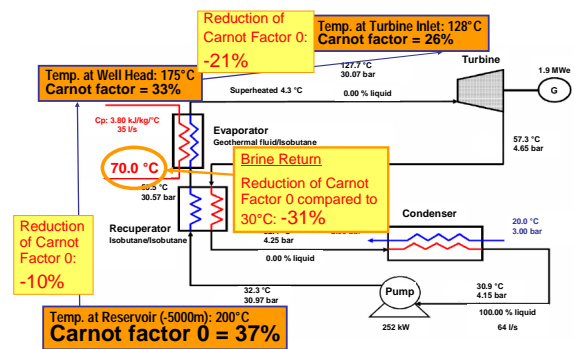 Reduction of
Carnot Factor 0:
-21%
Temp. at Turbine Inlet: 128°C
Carnot factor = 26%
Temp. at Well Head: 175°C
Carnot factor = 33%
127.7 °C
30.07 bar
Turbine
1.9 MWe
G
Superheated 4.3 °C
0.00 % liquid
Cp: 3.80 kJ/kg/°C
35 l/s
Evaporator
Geothermal fluid/Isobutane
57.3 °C
4.65 bar
70.0 °C
30.57 bar
Brine Return
Reduction of Carnot
Factor 0 compared to
30°C: -31%
Recuperator
Isobutane/Isobutane
4.25 bar
0.00 % liquid
Condenser
20.0 °C
3.00 bar
Reduction
of Carnot
Factor 0:
-10%
32.3 °C
30.97 bar
Pump
252 kW
30.9 °C
4.15 bar
100.00 % liquid
64 l/s
Temp. at Reservoir (-5000m): 200°C
Carnot factor 0 = 37%